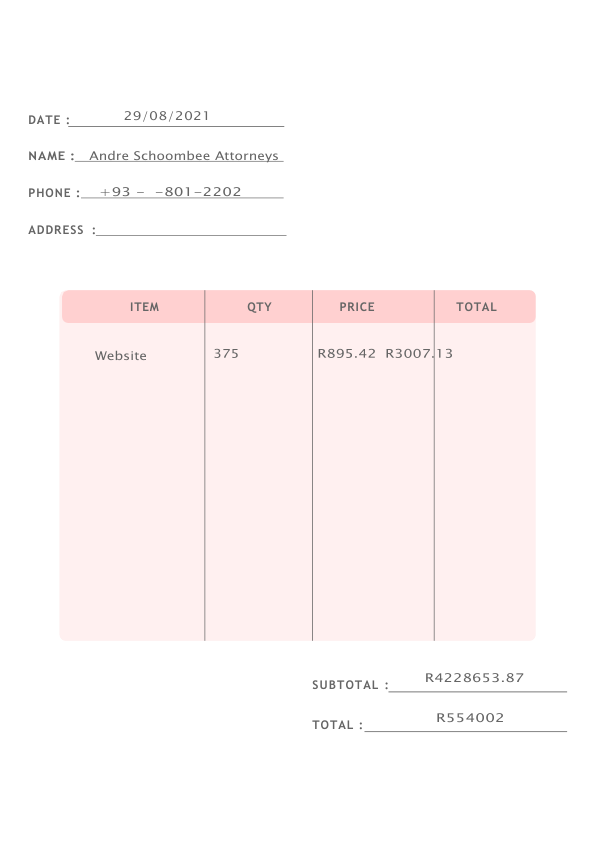 DATE : 29/08/2021
NAME : Andre Schoombee Attorneys
PHONE : +93 – –801–2202
ADDRESS :
ITEM QTY PRICE TOTAL
Website 375 R895.42 R3007.13
SUBTOTAL : R4228653.87
TOTAL : R554002